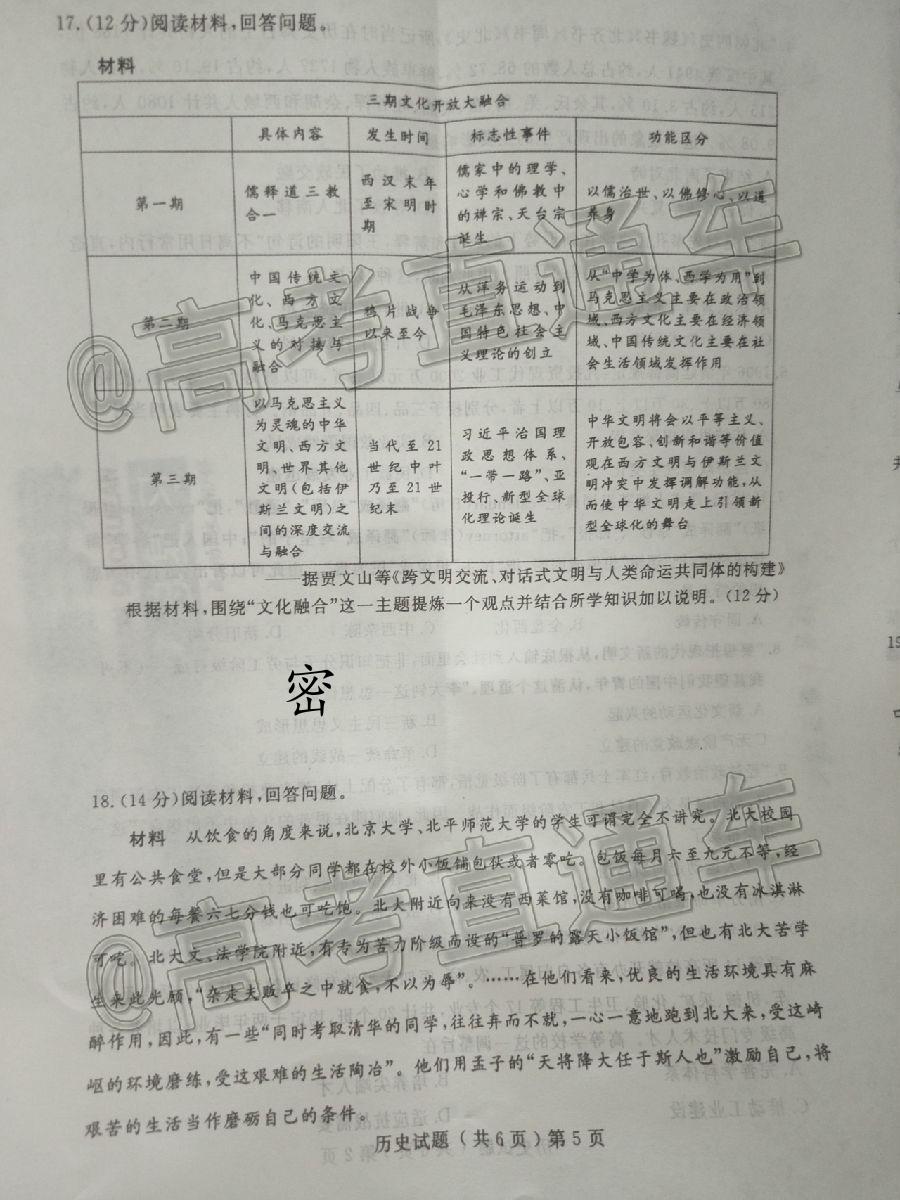 17.(12分)阅读材料,回答问题。
材料
三期文化开放大融合
具体内容 发生时间 标志性事件 功能区分
第一期
儒释道三教
合一
西汉末年
至宋明时
期
儒家中的理学、
心学和佛教中
的禅宗、天台宗
诞生
以儒治世、以佛修心、以道
养身
第二期
中国传统文
化、西方文
化、马克思主
义的对接与
融合
鸦片战争
以来至今
从洋务运动到
毛泽东思想、中
国特色社会主
义理论的创立
从“中学为体、西学为用”到
马克思主义主要在政治领
域、西方文化主要在经济领
域、中国传统文化主要在社
会生活领域发挥作用
第三期
以马克思主义
为灵魂的中华
文明、西方文
明、世界其他
文明(包括伊
斯兰文明)之
间的深度交流
与融合
当代至21
世纪中叶
乃至21世
纪末
习近平治国理
政思想体系、
“一带一路”、亚
投行、新型全球
化理论诞生
中华文明将会以平等主义、
开放包容、创新和谐等价值
观在西方文明与伊斯兰文
明冲突中发挥调解功能,从
而使中华文明走上引领新
型全球化的舞台
据贾文山等《跨文明交流、对话式文明与人类命运共同体的构建》
根据材料,围绕“文化融合”这一主题提炼一个观点并结合所学知识加以说明。(12分)
密
18.(14分)阅读材料,回答问题。
材料 从饮食的角度来说,北京大学、北平师范大学的学生可谓完全不讲究。北大校园
里有公共食堂,但是大部分同学都在校外小饭铺包伙或者零吃。包饭每月六至九元不等,经
济困难的每餐六七分钱也可吃饱。北大附近向来没有西菜馆,没有咖啡可喝,也没有冰淇淋
可吃。北大文、法学院附近,有专为苦力阶级而设的“普罗的露天小饭馆”,但也有北大苦学
生来此光顾,“杂走夫贩卒之中就食,不以为辱”。……在他们看来,优良的生活环境具有麻
醉作用,因此,有一些“同时考取清华的同学,往往弃而不就,一心一意地跑到北大来,受这崎
岖的环境磨练,受这艰难的生活陶冶”。他们用孟子的“天将降大任于斯人也”激励自己,将
艰苦的生活当作磨砺自己的条件。
历史试题(共6页)第5页
@高考直通车
@高考直通车